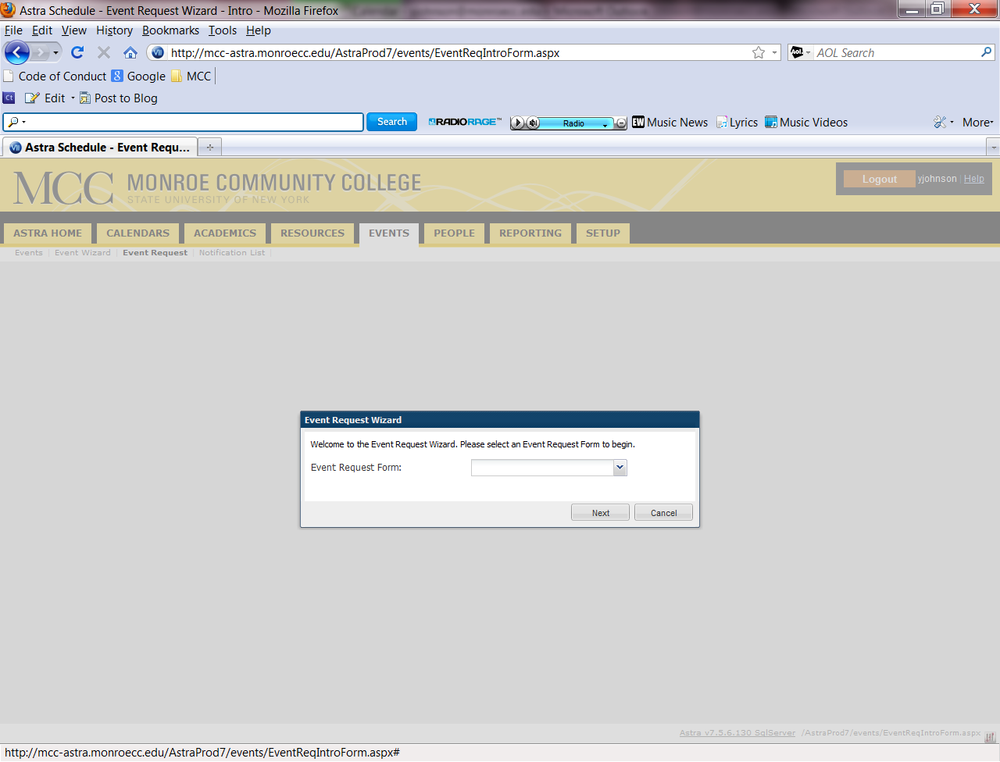 Astra Schedule - Event Request Wizard - Intro - Mozilla Firefox
File Edit View History Bookmarks Tools Help
http://mcc-astra.monroecc.edu/AstraProd7/events/EventReqIntroForm.aspx
Aol. AOL Search
Code of Conduct Google MCC
Ct Edit Post to Blog
Search RADIORAGE™ Radio EW Music News Lyrics Music Videos More
VII Astra Schedule - Event Requ...
MCC MONROE COMMUNITY COLLEGE
STATE UNIVERSITY OF NEW YORK
Logout yjohnson | Help
ASTRA HOME CALENDARS ACADEMICS RESOURCES EVENTS PEOPLE REPORTING SETUP
Events | Event Wizard | Event Request | Notification List |
Event Request Wizard
Welcome to the Event Request Wizard. Please select an Event Request Form to begin.
Event Request Form:
Next Cancel
Astra v7.5.6.130 SqlServer /AstraProd7/events/EventReqIntroForm.aspx
http://mcc-astra.monroecc.edu/AstraProd7/events/EventReqIntroForm.aspx#